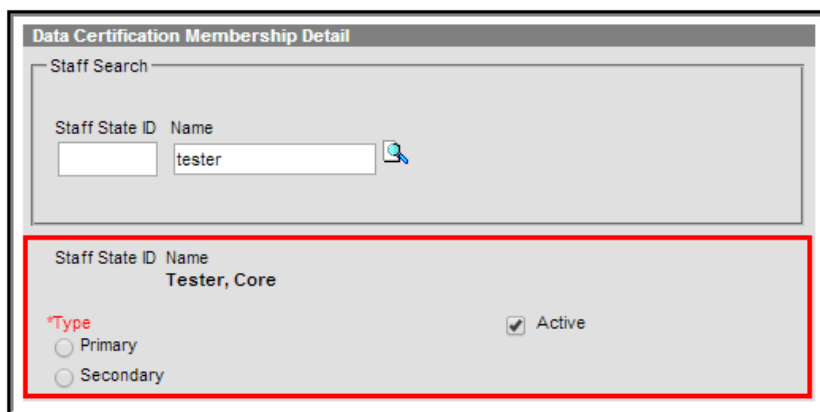 Data Certification Membership Detail
Staff Search
Staff State ID Name
tester
Staff State ID Name
Tester, Core
*Type
Active
Primary
Secondary